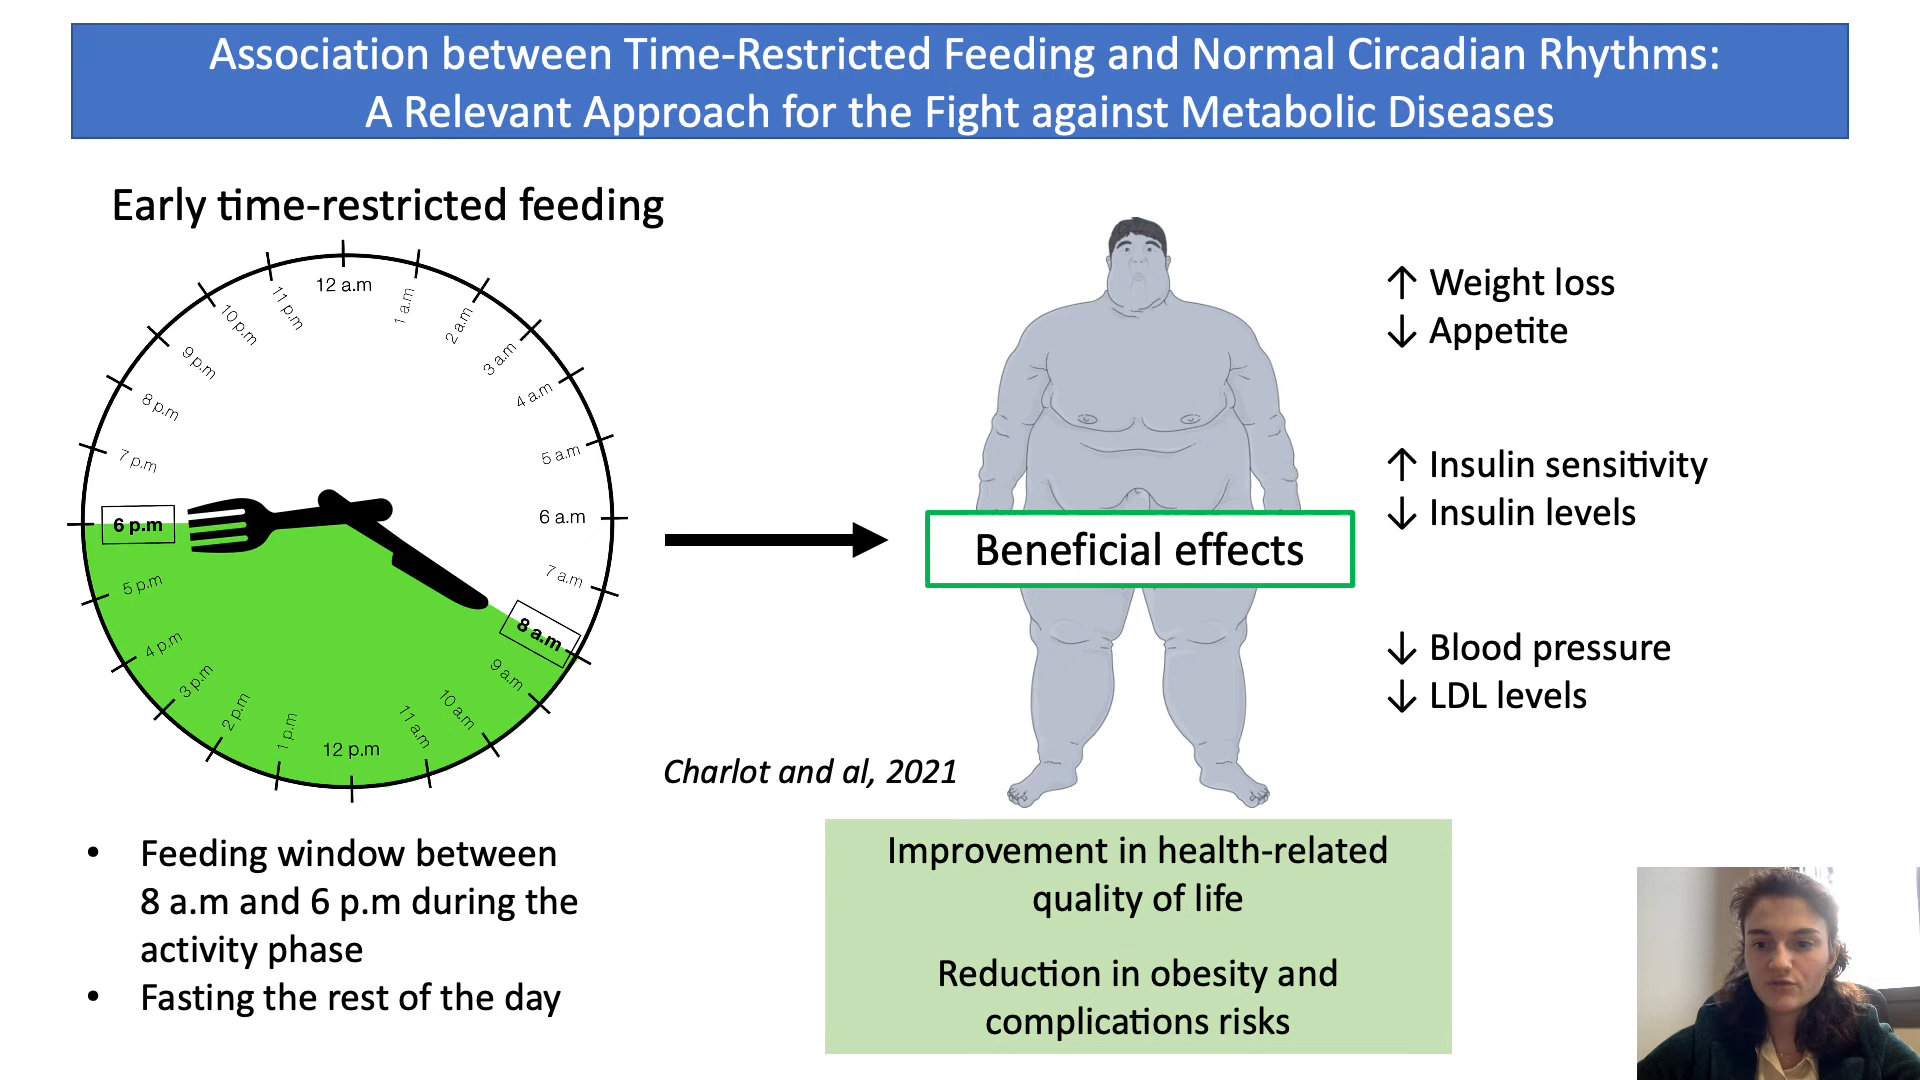 Association between Time-Restricted Feeding and Normal Circadian Rhythms:
A Relevant Approach for the Fight against Metabolic Diseases
Early time-restricted feeding
12 a.m
1 a.m
2 a.m
3 a.m
4 a.m
5 a.m
6 a.m
7 a.m
8 a.m
9 a.m
10 a.m
11 a.m
12 p.m
1 p.m
2 p.m
3 p.m
4 p.m
5 p.m
6 p.m
7 p.m
8 p.m
9 p.m
10 p.m
11 p.m
• Feeding window between
8 a.m and 6 p.m during the
activity phase
• Fasting the rest of the day
Charlot and al, 2021
Beneficial effects
↑ Weight loss
↓ Appetite
↑ Insulin sensitivity
↓ Insulin levels
↓ Blood pressure
↓ LDL levels
Improvement in health-related
quality of life
Reduction in obesity and
complications risks